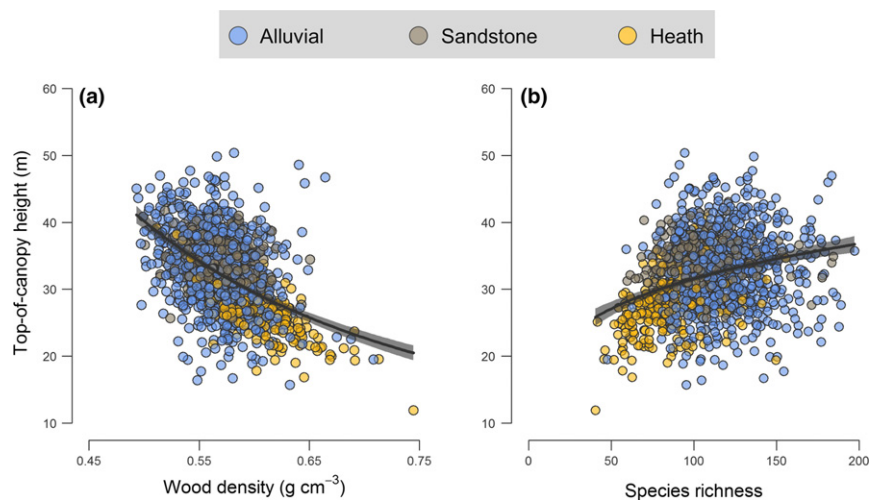 Alluvial Sandstone Heath
(a) (b)
60 60
50 50
40 40
30 30
20 20
10 10
Top-of-canopy height (m)
0.45 0.55 0.65 0.75 0 50 100 150 200
Wood density (g cm⁻³) Species richness